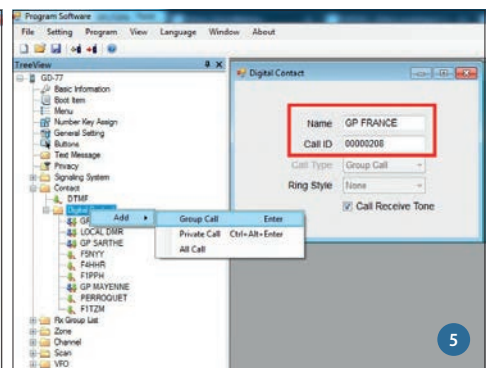 Program Software
File Setting Program View Language Window About
TreeView
GD-77
Basic Information
Boot Item
Menu
Number Key Assign
General Setting
Buttons
Text Message
Privacy
Signaling System
Contact
DTMF
Digital Contact
LOCAL DMR
GP SARTHE
F5NYY
F4HHR
F1PPH
GP MAYENNE
PERROQUET
F1TZM
Rx Group List
Zone
Channel
Scan
VFO
Add
Group Call Enter
Private Call Ctrl+Alt+Enter
All Call
Digital Contact
Name GP FRANCE
Call ID 00000208
Call Type Group Call
Ring Style None
Call Receive Tone
5